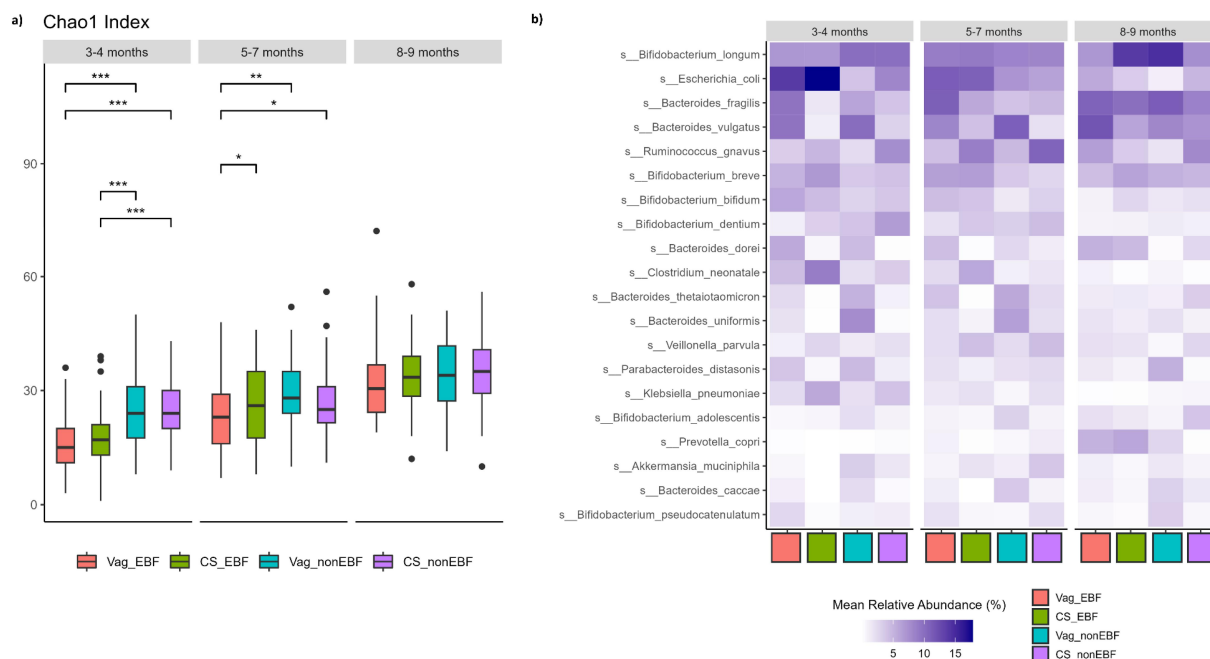 a)
Chao1 Index
3-4 months
5-7 months
8-9 months
***
***
***
***
**
*
*
90
60
30
0
Vag_EBF
CS_EBF
Vag_nonEBF
CS_nonEBF
b)
3-4 months
5-7 months
8-9 months
s__Bifidobacterium_longum
s__Escherichia_coli
s__Bacteroides_fragilis
s__Bacteroides_vulgatus
s__Ruminococcus_gnavus
s__Bifidobacterium_breve
s__Bifidobacterium_bifidum
s__Bifidobacterium_dentium
s__Bacteroides_dorei
s__Clostridium_neonatale
s__Bacteroides_thetaiotaomicron
s__Bacteroides_uniformis
s__Veillonella_parvula
s__Parabacteroides_distasonis
s__Klebsiella_pneumoniae
s__Bifidobacterium_adolescentis
s__Prevotella_copri
s__Akkermansia_muciniphila
s__Bacteroides_caccae
s__Bifidobacterium_pseudocatenulatum
Mean Relative Abundance (%)
5
10
15
Vag_EBF
CS_EBF
Vag_nonEBF
CS_nonEBF